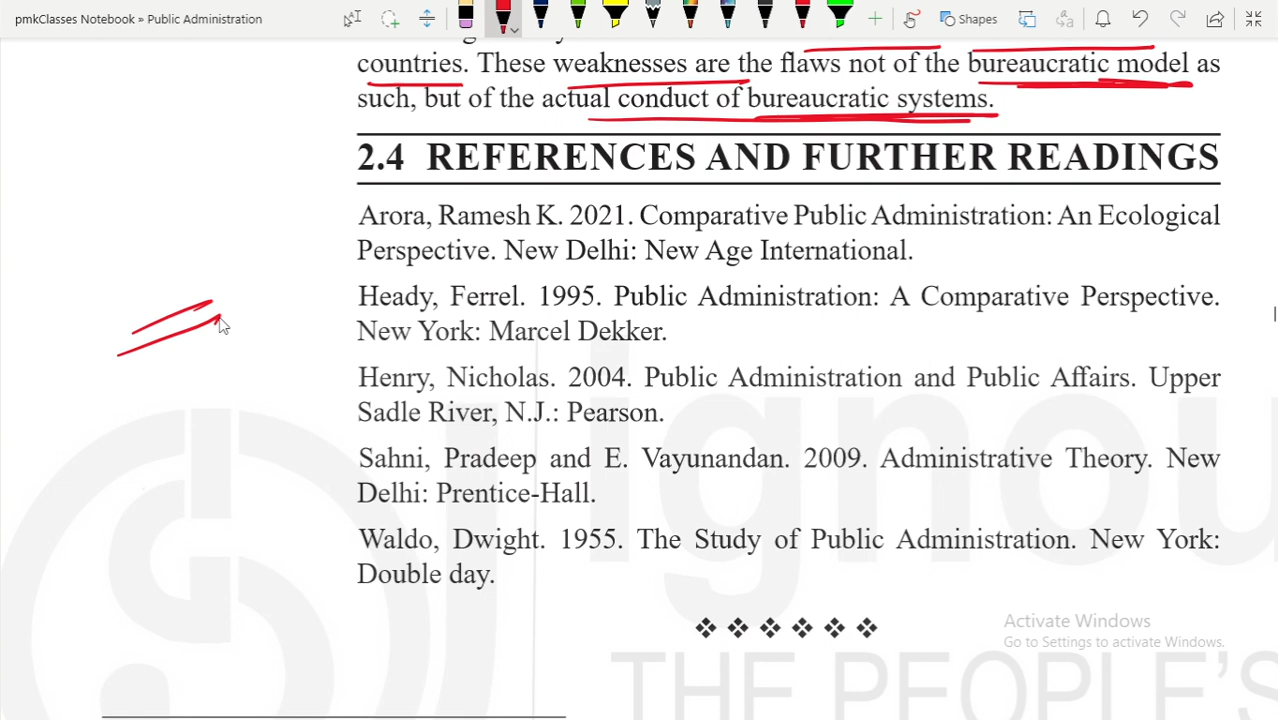 pmkClasses Notebook » Public Administration
Shapes
countries. These weaknesses are the flaws not of the bureaucratic model as
such, but of the actual conduct of bureaucratic systems.
2.4 REFERENCES AND FURTHER READINGS
Arora, Ramesh K. 2021. Comparative Public Administration: An Ecological
Perspective. New Delhi: New Age International.
Heady, Ferrel. 1995. Public Administration: A Comparative Perspective.
New York: Marcel Dekker.
Henry, Nicholas. 2004. Public Administration and Public Affairs. Upper
Sadle River, N.J.: Pearson.
Sahni, Pradeep and E. Vayunandan. 2009. Administrative Theory. New
Delhi: Prentice-Hall.
Waldo, Dwight. 1955. The Study of Public Administration. New York:
Double day.
Activate Windows
Go to Settings to activate Windows.
ignou
THE PEOPLE'S